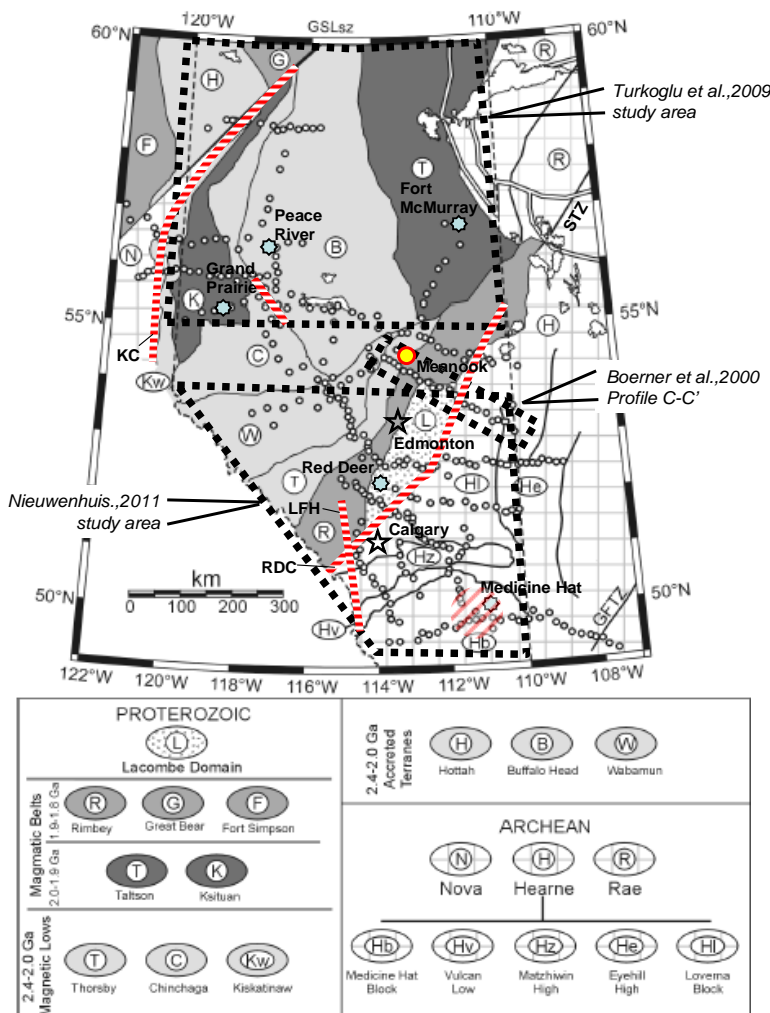 120°W
GSLsz
110°W
60°N
60°N
G
R
H
Turkoglu et al.,2009
study area
F
R
T
Fort
McMurray
STZ
Peace
River
N
B
Grand
Prairie
K
55°N
55°N
H
KC
C
Meanook
Kw
Boerner et al.,2000
Profile C-C'
W
L
Edmonton
Red Deer
T
Hl
He
Nieuwenhuis.,2011
study area
LFH
R
Calgary
Hz
RDC
km
0 50 100 200 300
Medicine Hat
50°N
50°N
GFTZ
Hv
Hb
122°W
120°W
118°W
116°W
114°W
112°W
110°W
108°W
PROTEROZOIC
L
Lacombe Domain
Magmatic Belts
1.9-1.8 Ga
R G F
Rimbey Great Bear Fort Simpson
2.0-1.9 Ga
T K
Taltson Ksituan
2.4-2.0 Ga
Magnetic Lows
T C Kw
Thorsby Chinchaga Kiskatinaw
2.4-2.0 Ga
Accreted
Terranes
H B W
Hottah Buffalo Head Wabamun
ARCHEAN
N H R
Nova Hearne Rae
Hb Hv Hz He Hl
Medicine Hat Vulcan Matzhiwin Eyehill Loverna
Block Low High High Block